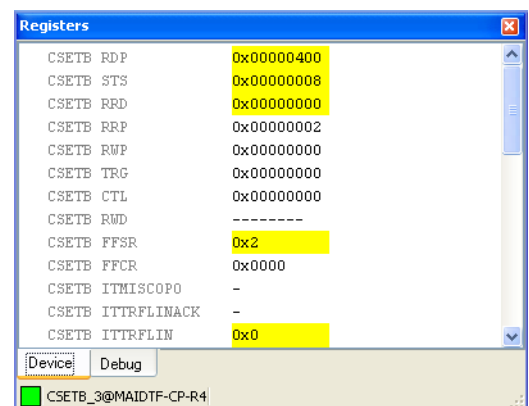 Registers
CSETB RDP 0x00000400
CSETB STS 0x00000008
CSETB RRD 0x00000000
CSETB RRP 0x00000002
CSETB RWP 0x00000000
CSETB TRG 0x00000000
CSETB CTL 0x00000000
CSETB RWD --------
CSETB FFSR 0x2
CSETB FFCR 0x0000
CSETB ITMISCOP0 -
CSETB ITTRFLINACK -
CSETB ITTRFLIN 0x0
Device Debug
CSETB_3@MAIDTF-CP-R4